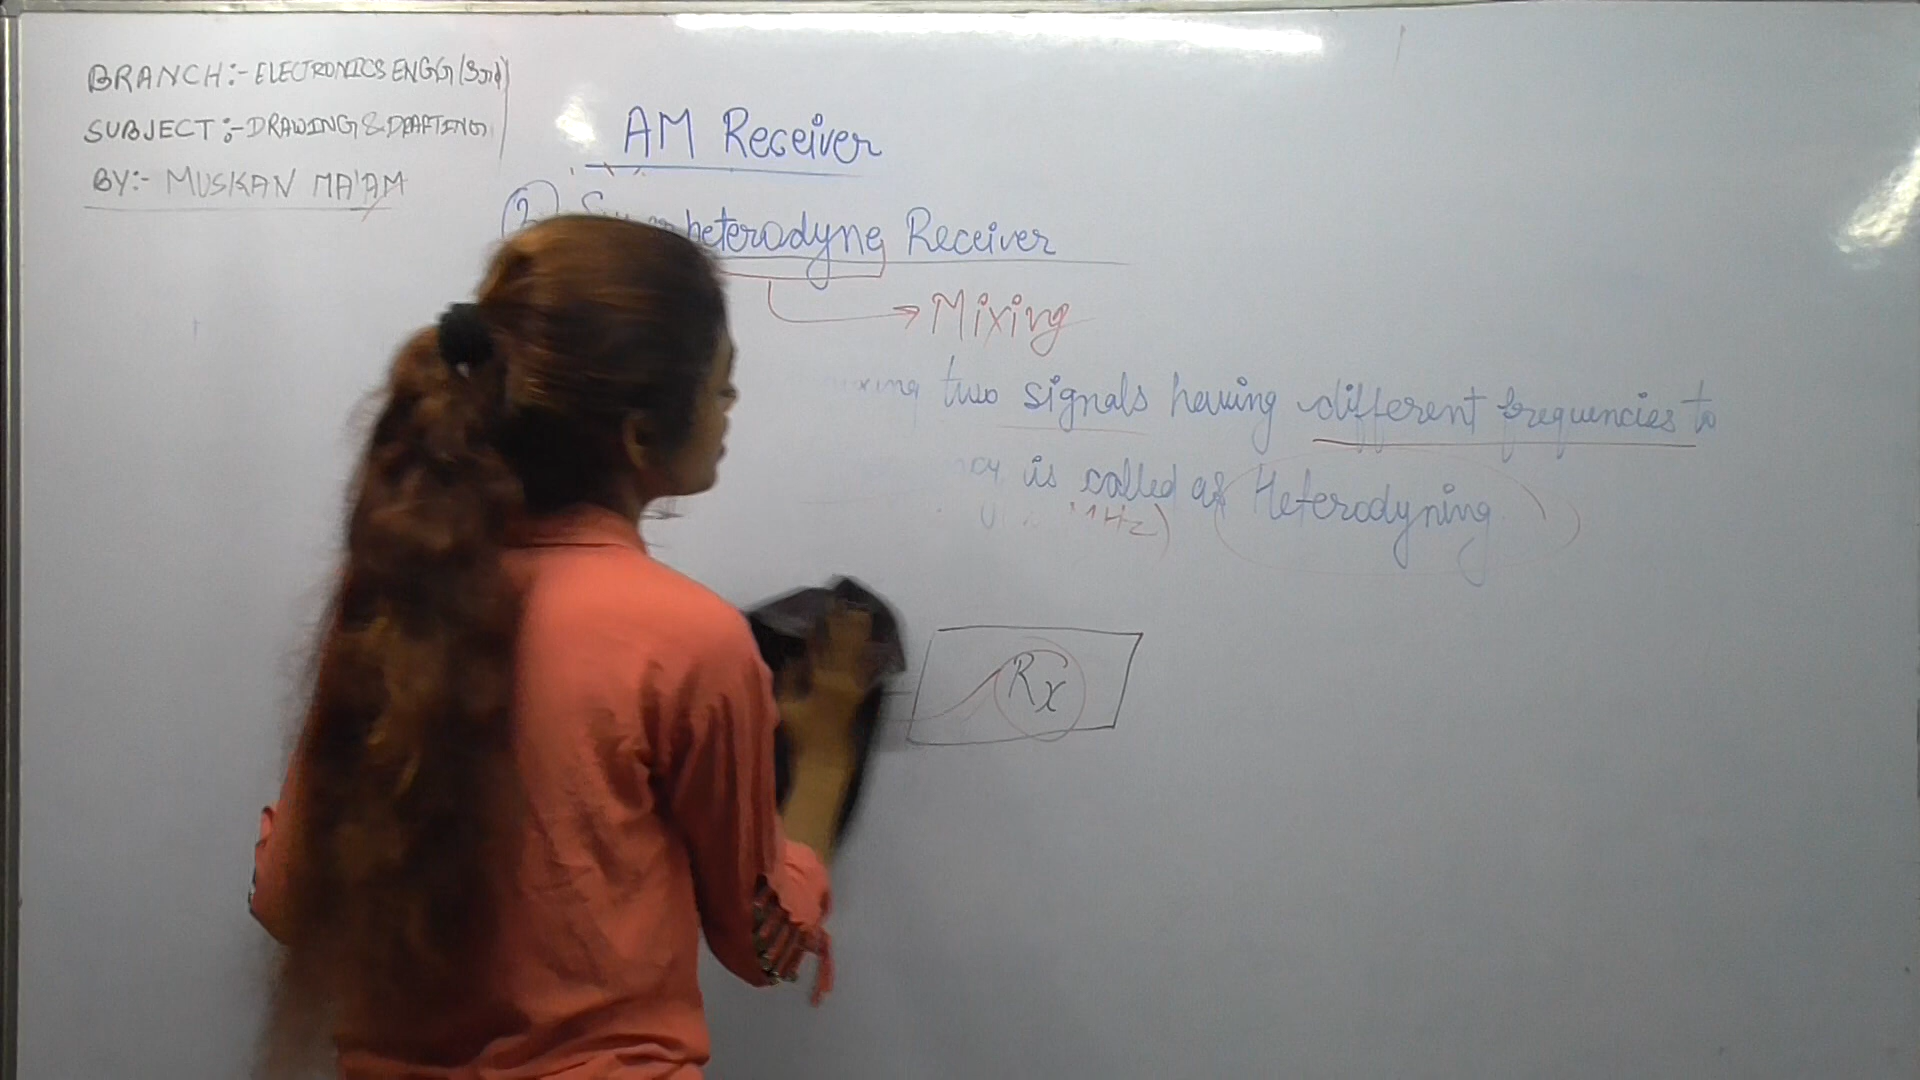 BRANCH:- ELECTRONICS ENGG (3rd)
SUBJECT:- DRAWING & DRAFTING
BY:- MUSKAN MA'AM
AM Receiver
heterodyne Receiver
Mixing
two signals having different frequencies to
is called as Heterodyning
Rx